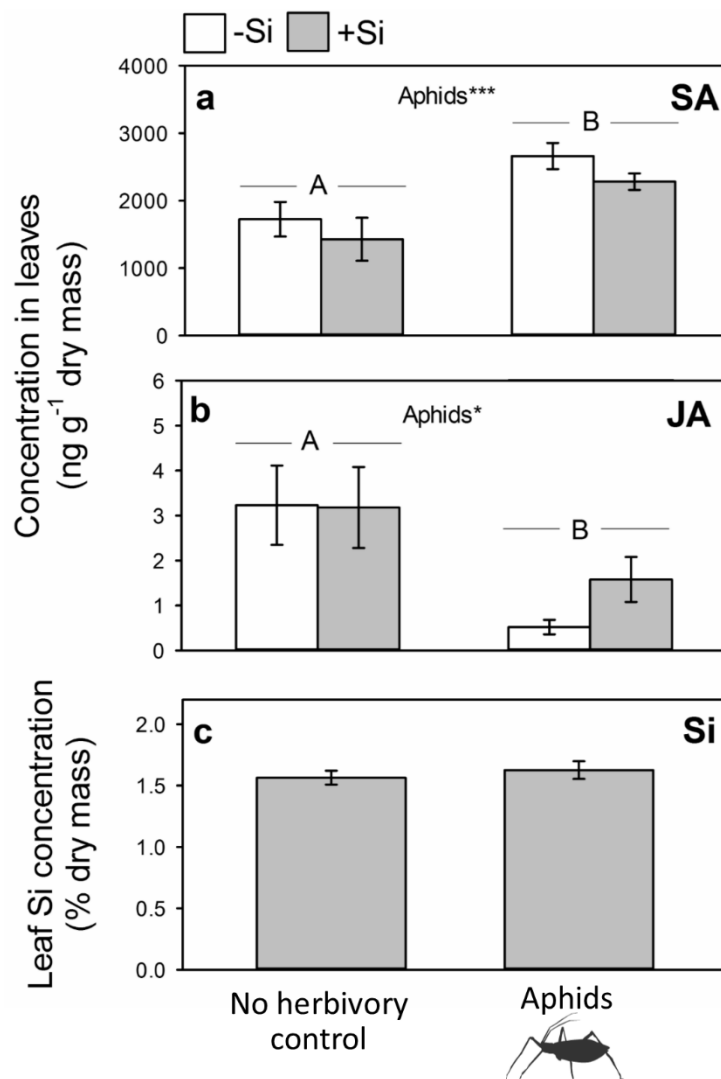 -Si +Si
a Aphids*** SA
4000
3000
2000
1000
0
A
B
b Aphids* JA
6
5
4
3
2
1
0
A
B
Concentration in leaves
(ng g⁻¹ dry mass)
c Si
2.0
1.5
1.0
0.5
0.0
Leaf Si concentration
(% dry mass)
No herbivory
control
Aphids